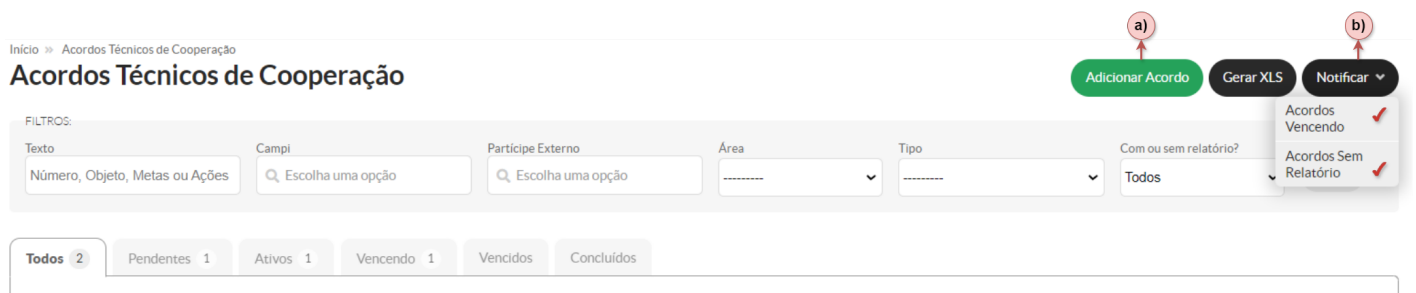 a)
b)
Início » Acordos Técnicos de Cooperação
Acordos Técnicos de Cooperação
Adicionar Acordo
Gerar XLS
Notificar
Acordos
Vencendo
Acordos Sem
Relatório
FILTROS:
Texto
Campi
Partícipe Externo
Área
Tipo
Com ou sem relatório?
Número, Objeto, Metas ou Ações
Escolha uma opção
Escolha uma opção
---------
---------
Todos
Todos 2
Pendentes 1
Ativos 1
Vencendo 1
Vencidos
Concluídos